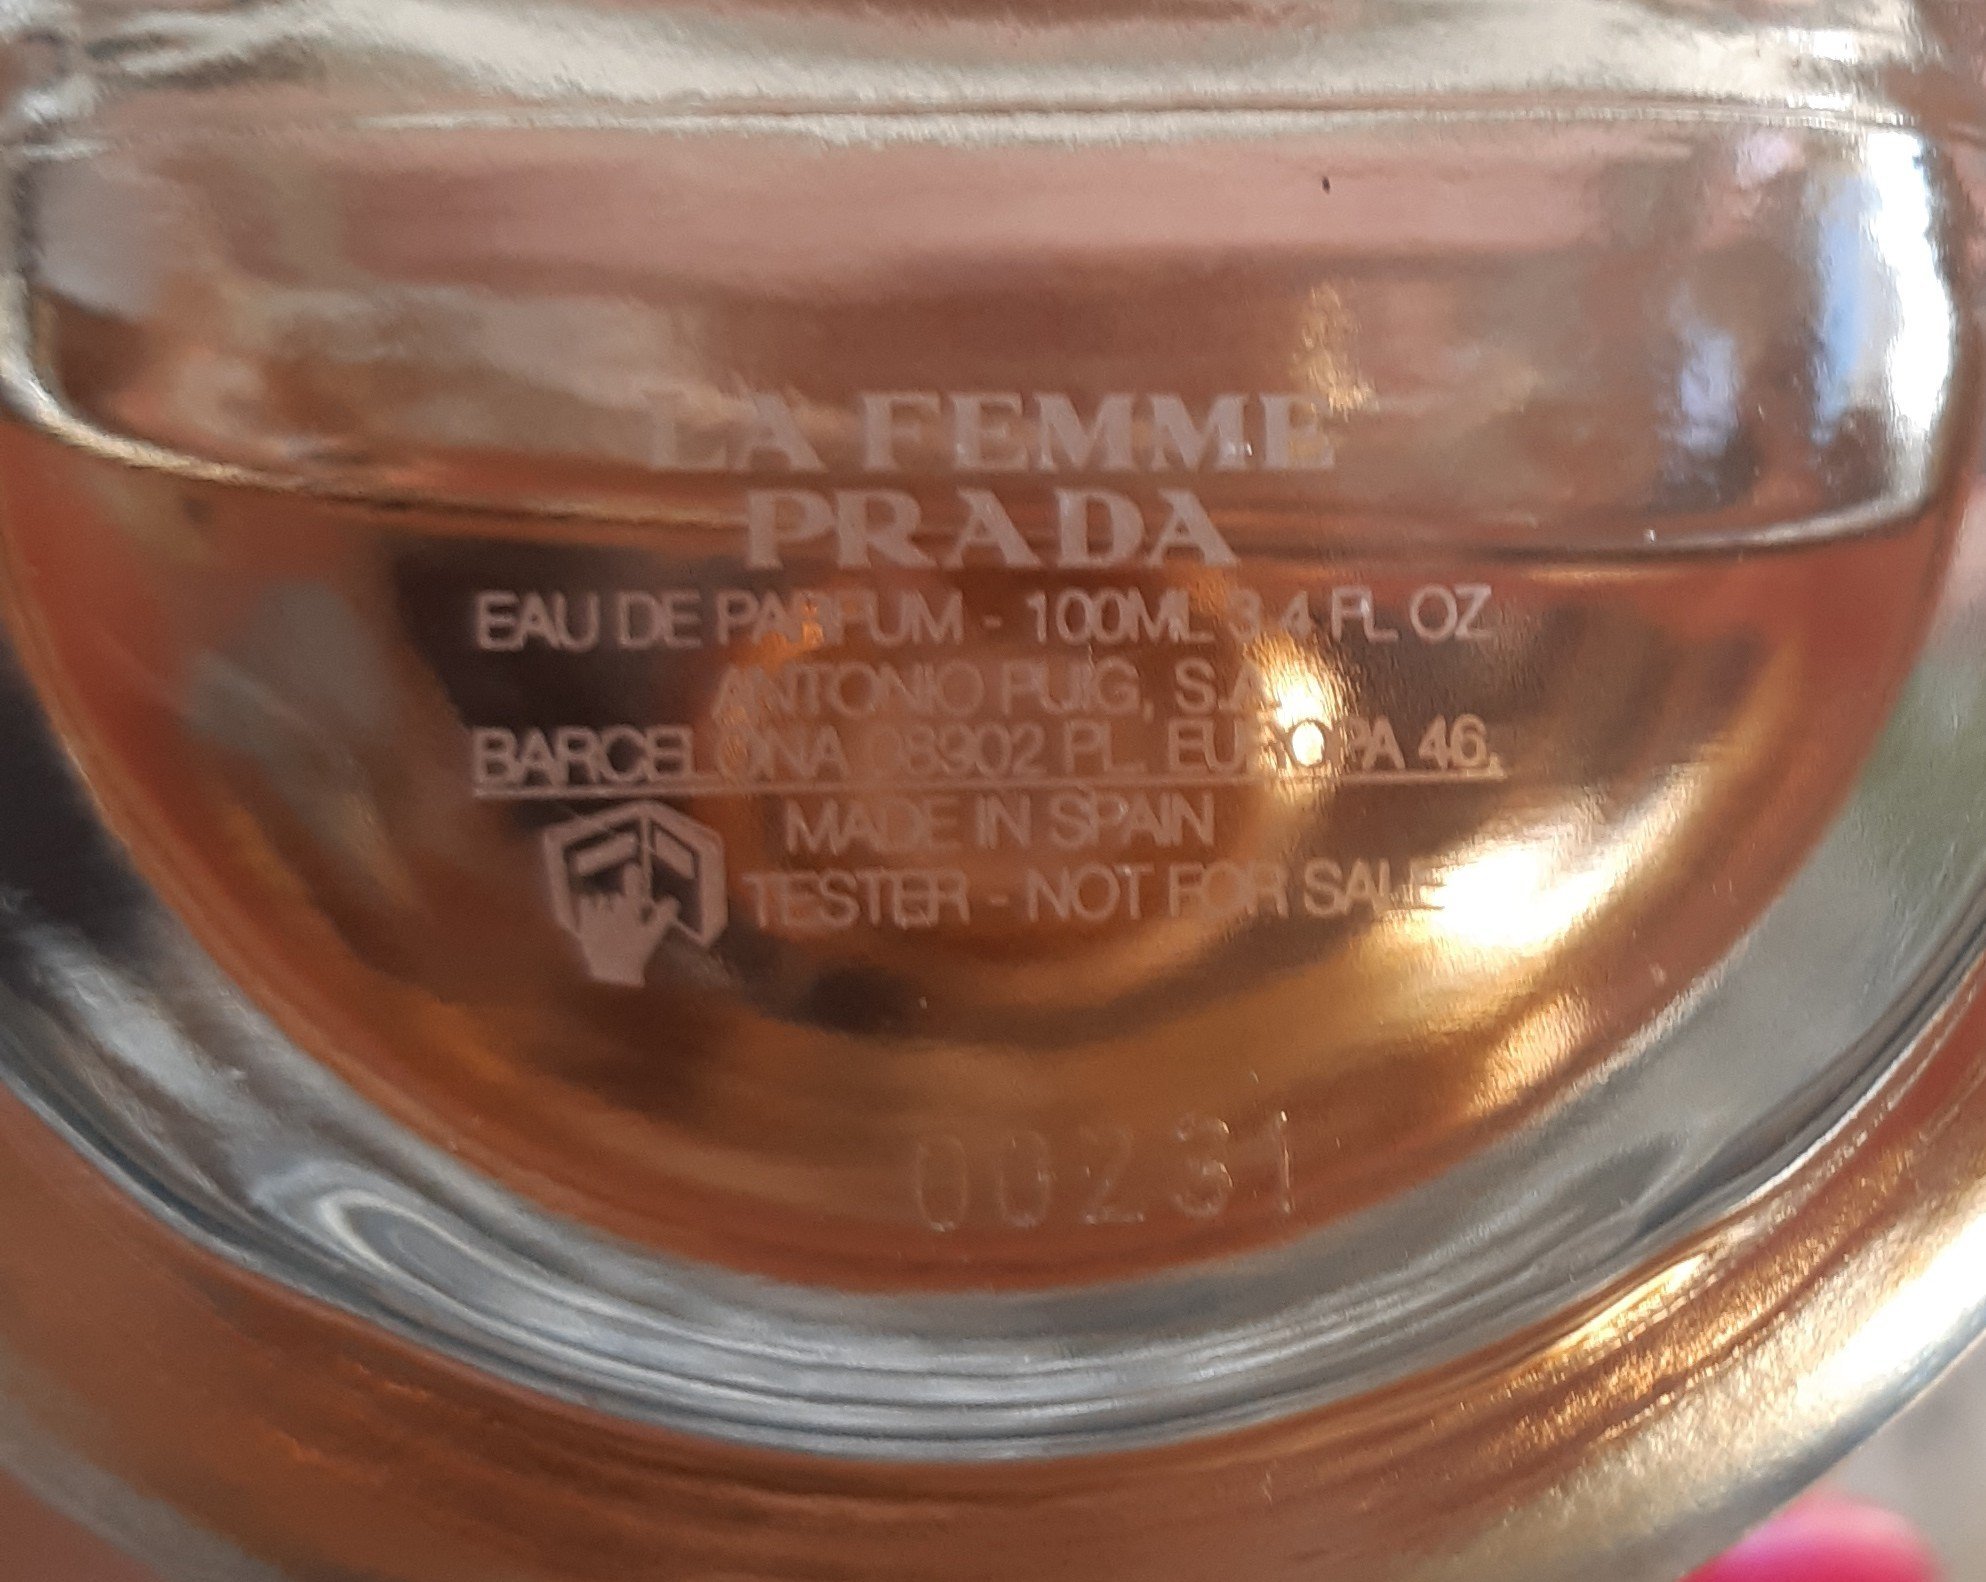 LA FEMME
PRADA
EAU DE PARFUM - 100ML 3.4 FL OZ
ANTONIO PUIG, S.A.
BARCELONA 08902 PL. EUROPA 46.
MADE IN SPAIN
TESTER - NOT FOR SALE
00231